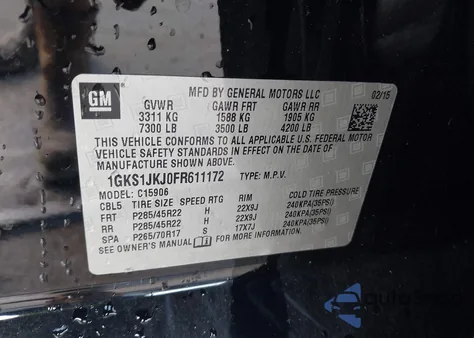 GM
MFD BY GENERAL MOTORS LLC 02/15
GVWR GAWR FRT GAWR RR
3311 KG 1588 KG 1905 KG
7300 LB 3500 LB 4200 LB
THIS VEHICLE CONFORMS TO ALL APPLICABLE U.S. FEDERAL MOTOR
VEHICLE SAFETY STANDARDS IN EFFECT ON THE DATE OF
MANUFACTURE SHOWN ABOVE.
1GKS1JKJ0FR611172 TYPE: M.P.V.
MODEL: C15906
CBL5 TIRE SIZE SPEED RTG RIM COLD TIRE PRESSURE
FRT P285/45R22 H 22X9J 240KPA(35PSI)
RR P285/45R22 H 22X9J 240KPA(35PSI)
SPA P265/70R17 S 17X7J 240KPA(35PSI)
SEE OWNER'S MANUAL FOR MORE INFORMATION.